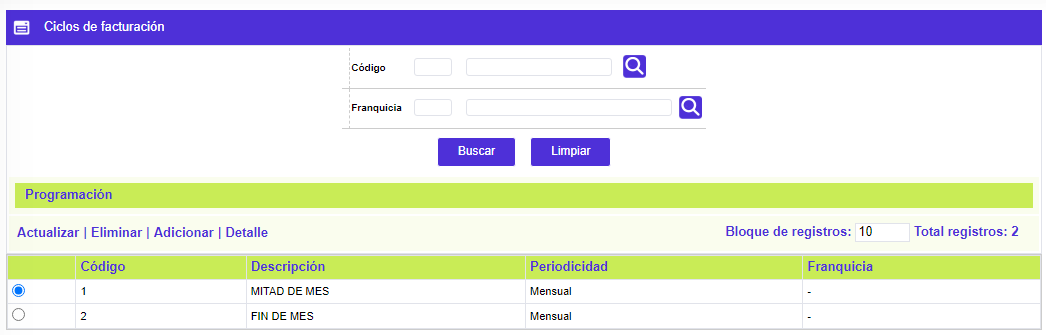 Ciclos de facturación
Código
Franquicia
Buscar Limpiar
Programación
Actualizar | Eliminar | Adicionar | Detalle Bloque de registros: 10 Total registros: 2
Código Descripción Periodicidad Franquicia
1 MITAD DE MES Mensual -
2 FIN DE MES Mensual -